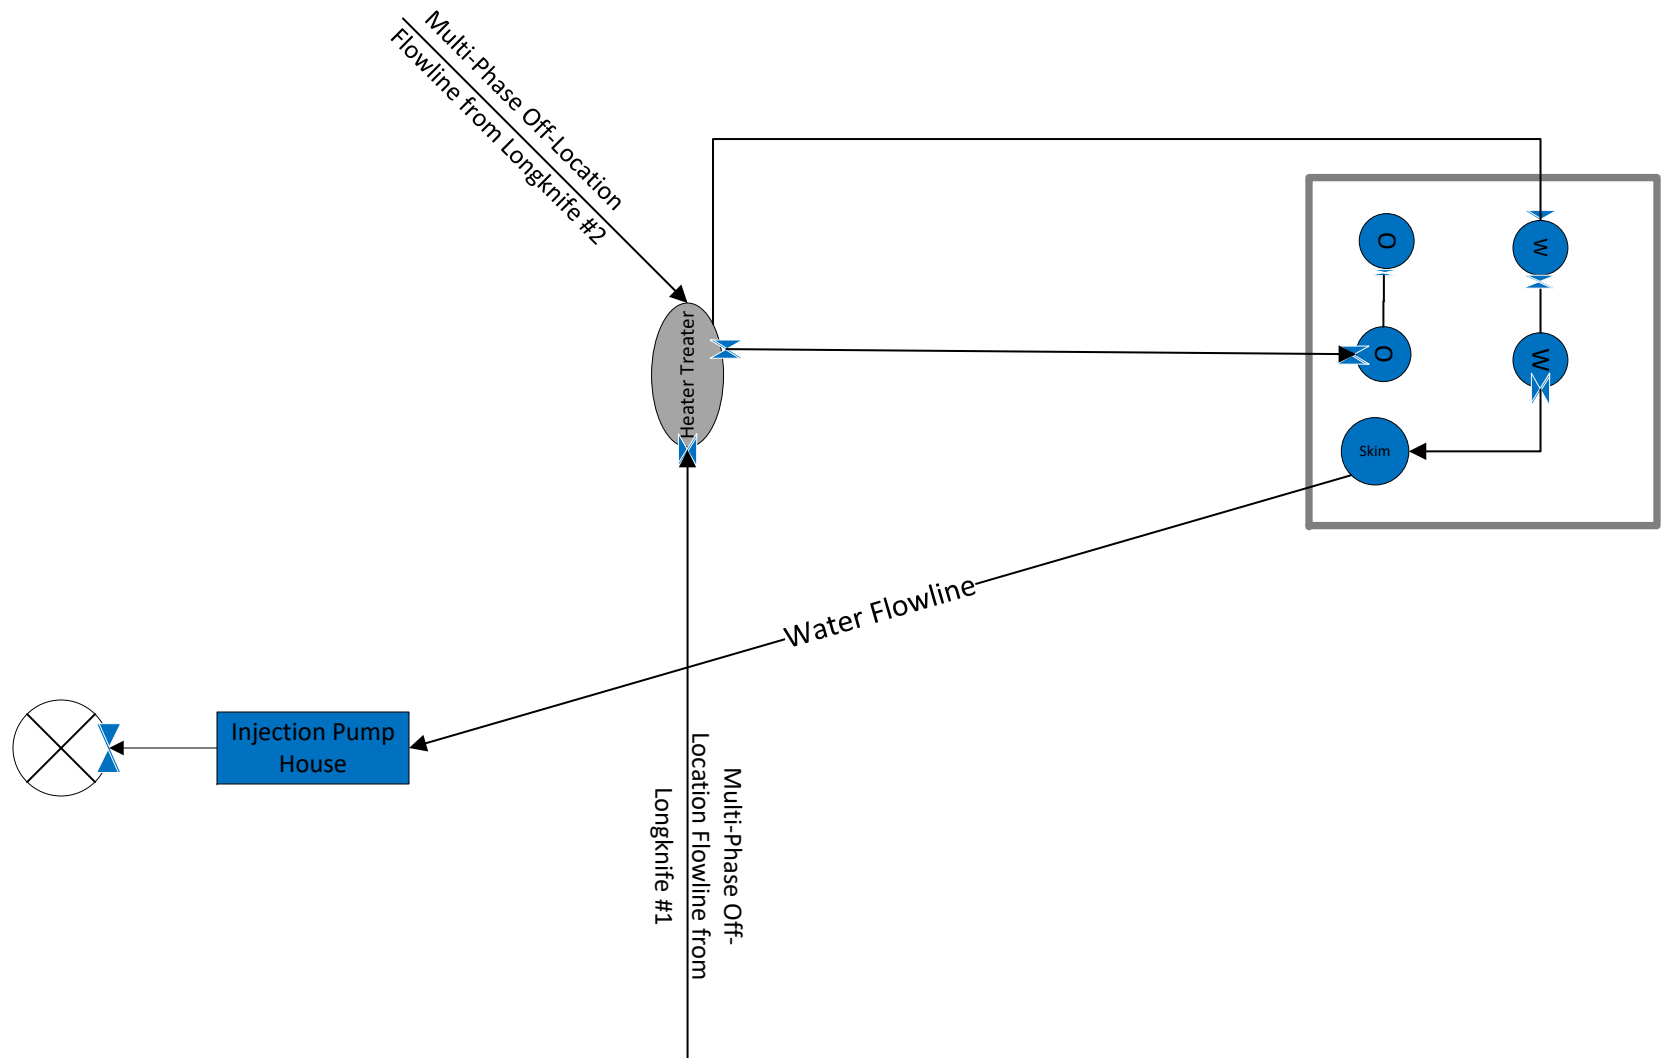 Multi-Phase Off-Location
Flowline from Longknife #2
Heater Treater
O
W
O
W
Skim
Water Flowline
Injection Pump
House
Multi-Phase Off-
Location Flowline from
Longknife #1